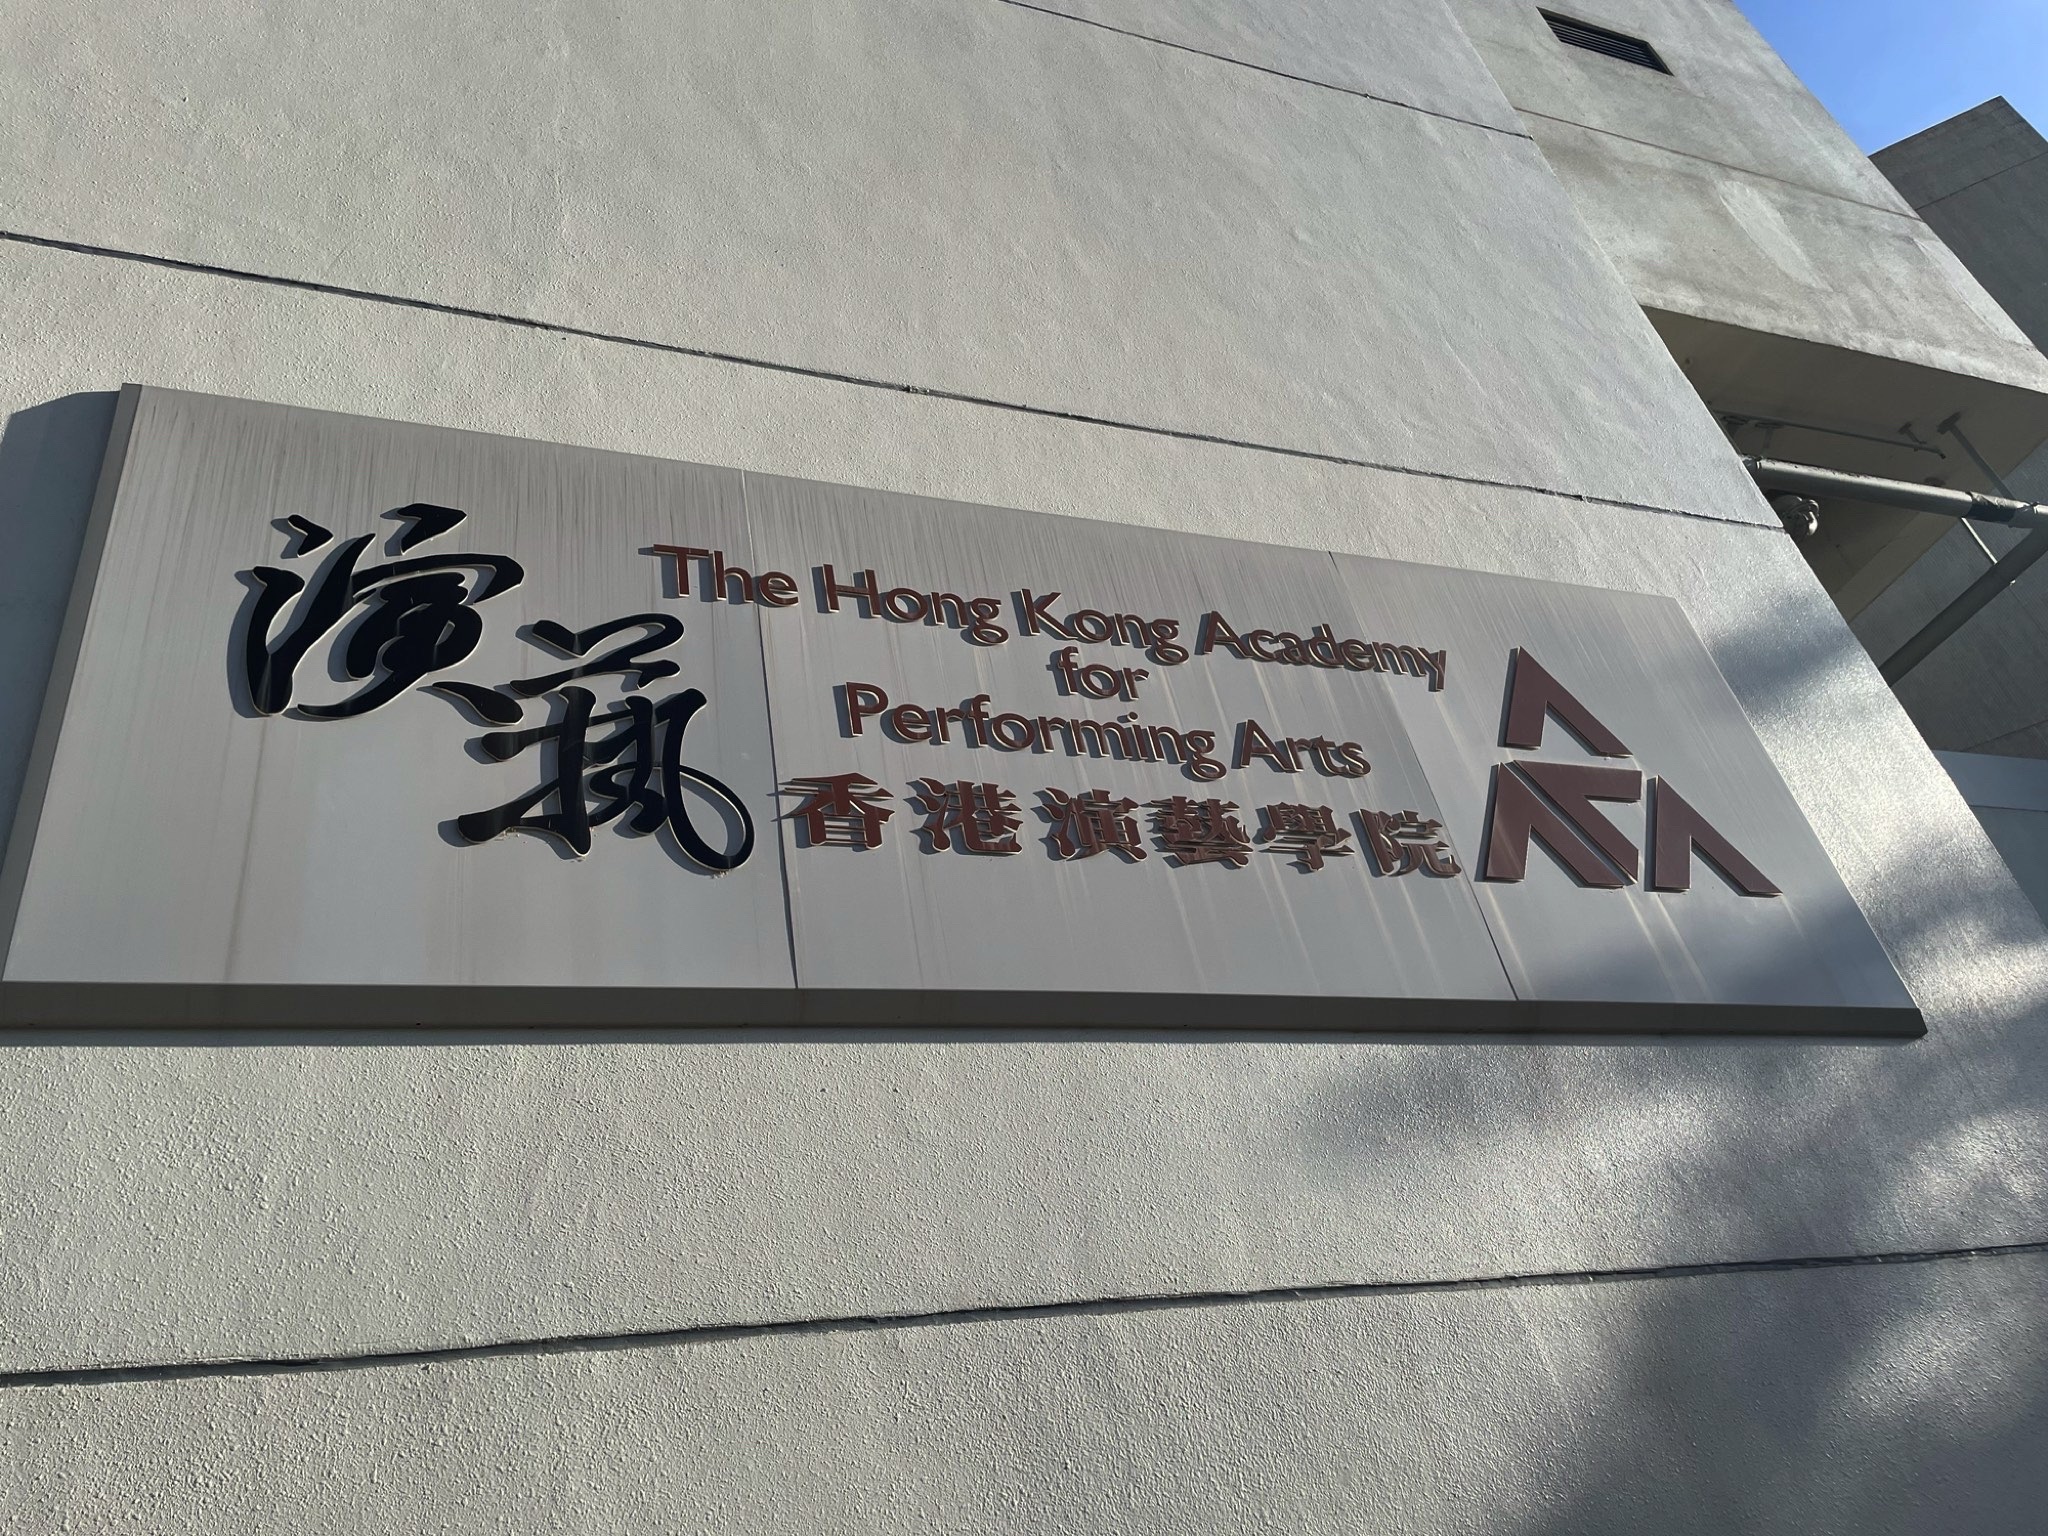 演藝
The Hong Kong Academy
for
Performing Arts
香港演藝學院